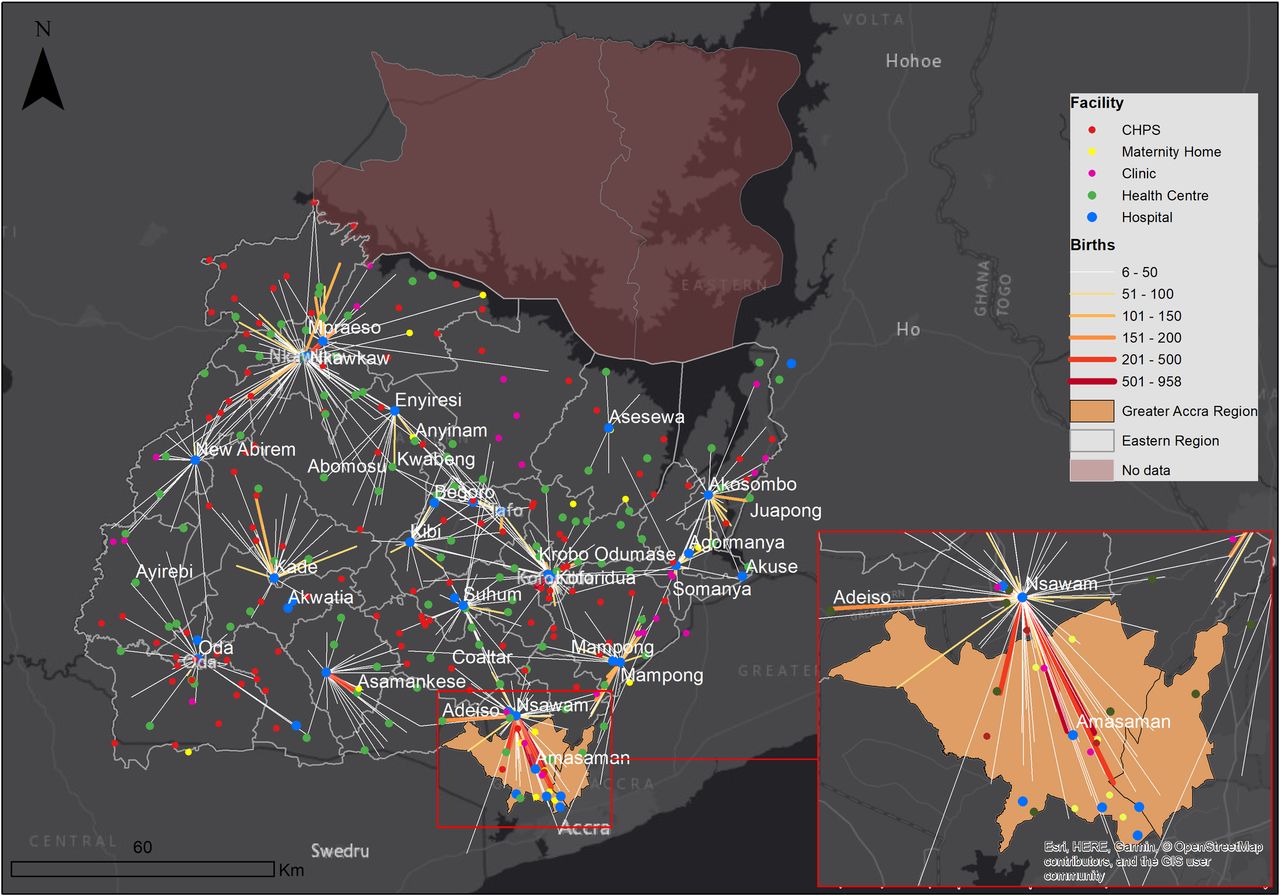 N
VOLTA
Hohoe
Facility
CHPS
Maternity Home
Clinic
Health Centre
Hospital
Births
6 - 50
51 - 100
101 - 150
151 - 200
201 - 500
501 - 958
Greater Accra Region
Eastern Region
No data
EASTERN
GHANA
TOGO
Ho
Mpraeso
Nkawkaw
Enyiresi
Asesewa
Anyinam
New Abirem
Abomosu
Kwabeng
Akosombo
Begoro
Juapong
Tafo
Kibi
Agormanya
Krobo Odumase
Kade
Koforidua
Akuse
Ayirebi
Akwatia
Suhum
Somanya
Oda
Oda
Mampong
Coaltar
Nampong
GREATER
Asamankese
Adeiso
Nsawam
Amasaman
ACCRA
Accra
CENTRAL
Swedru
60
Km
Nsawam
Adeiso
Amasaman
Esri, HERE, Garmin, © OpenStreetMap
contributors, and the GIS user
community